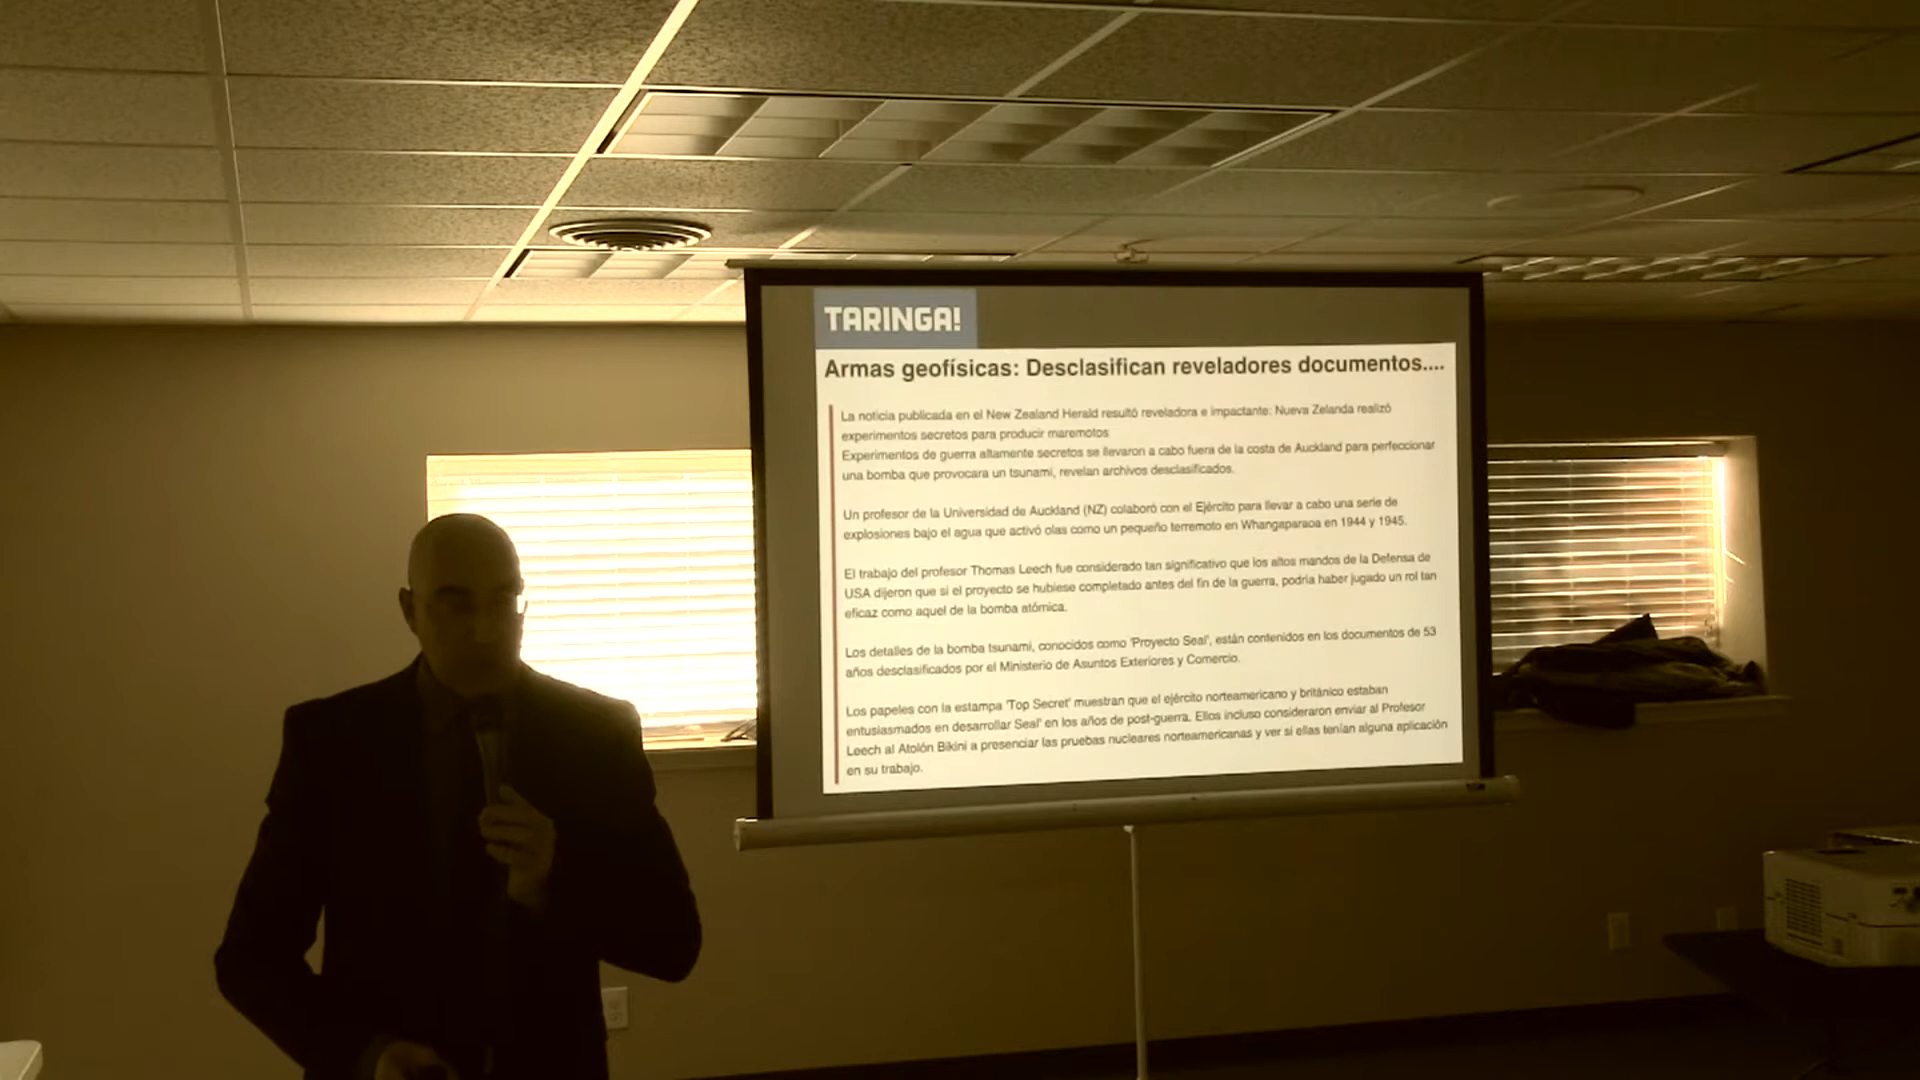 TARINGA!
Armas geofísicas: Desclasifican reveladores documentos....
La noticia publicada en el New Zealand Herald resultó reveladora e impactante: Nueva Zelanda realizó
experimentos secretos para producir maremotos
Experimentos de guerra altamente secretos se llevaron a cabo fuera de la costa de Auckland para perfeccionar
una bomba que provocara un tsunami, revelan archivos desclasificados.
Un profesor de la Universidad de Auckland (NZ) colaboró con el Ejército para llevar a cabo una serie de
explosiones bajo el agua que activó olas como un pequeño terremoto en Whangaparaoa en 1944 y 1945.
El trabajo del profesor Thomas Leech fue considerado tan significativo que los altos mandos de la Defensa de
USA dijeron que si el proyecto se hubiese completado antes del fin de la guerra, podría haber jugado un rol tan
eficaz como aquel de la bomba atómica.
Los detalles de la bomba tsunami, conocidos como 'Proyecto Seal', están contenidos en los documentos de 53
años desclasificados por el Ministerio de Asuntos Exteriores y Comercio.
Los papeles con la estampa 'Top Secret' muestran que el ejército norteamericano y británico estaban
entusiasmados en desarrollar Seal' en los años de post-guerra. Ellos incluso consideraron enviar al Profesor
Leech al Atolón Bikini a presenciar las pruebas nucleares norteamericanas y ver si ellas tenían alguna aplicación
en su trabajo.